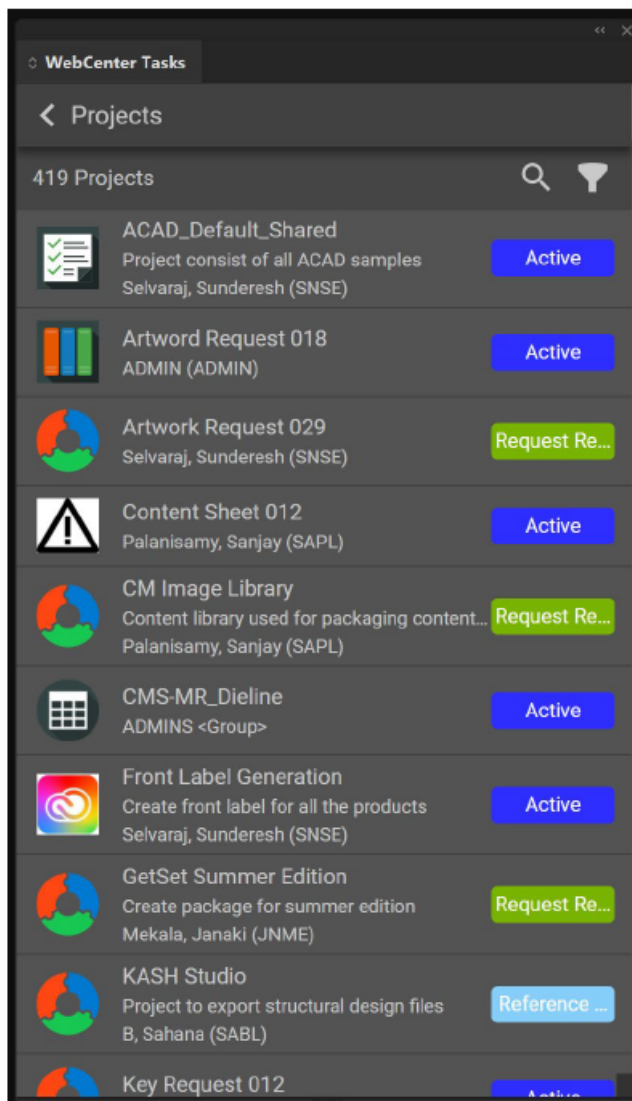 WebCenter Tasks
Projects
419 Projects
ACAD_Default_Shared
Project consist of all ACAD samples
Selvaraj, Sunderesh (SNSE)
Active
Artword Request 018
ADMIN (ADMIN)
Active
Artwork Request 029
Selvaraj, Sunderesh (SNSE)
Request Re...
Content Sheet 012
Palanisamy, Sanjay (SAPL)
Active
CM Image Library
Content library used for packaging content...
Palanisamy, Sanjay (SAPL)
Request Re...
CMS-MR_Dieline
ADMINS <Group>
Active
Front Label Generation
Create front label for all the products
Selvaraj, Sunderesh (SNSE)
Active
GetSet Summer Edition
Create package for summer edition
Mekala, Janaki (JNME)
Request Re...
KASH Studio
Project to export structural design files
B, Sahana (SABL)
Reference ...
Key Request 012
Active